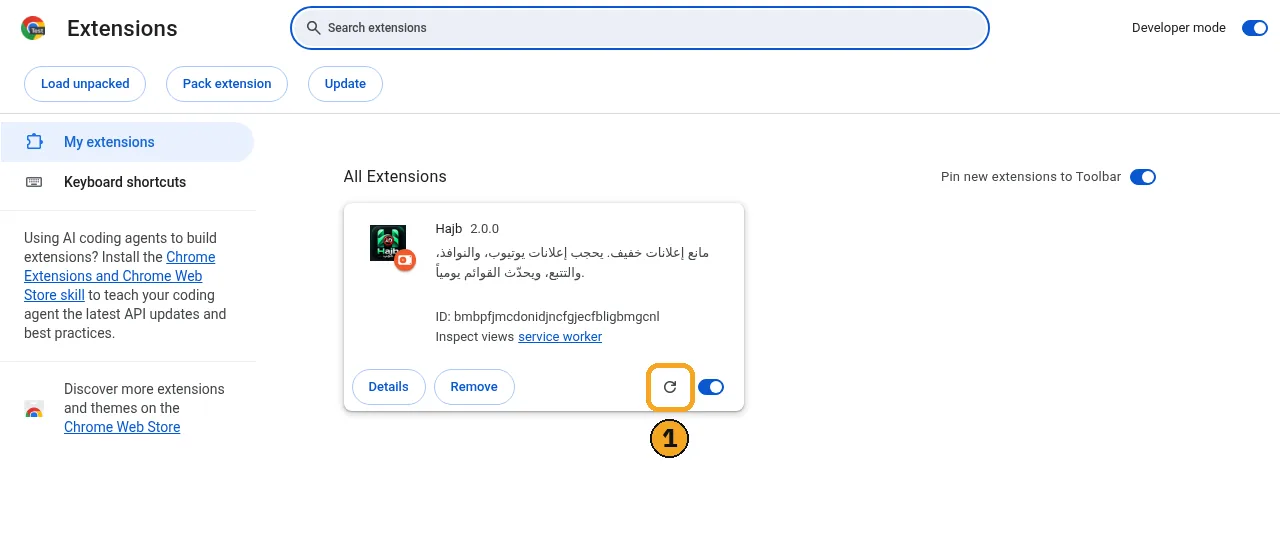 Extensions
Search extensions
Developer mode
Load unpacked
Pack extension
Update
My extensions
Keyboard shortcuts
Using AI coding agents to build
extensions? Install the Chrome
Extensions and Chrome Web
Store skill to teach your coding
agent the latest API updates and
best practices.
Discover more extensions
and themes on the
Chrome Web Store
All Extensions
Pin new extensions to Toolbar
Hajb 2.0.0
مانع إعلانات خفيف. يحجب إعلانات يوتيوب، والنوافذ،
والتتبع، ويحدّث القوائم يومياً.
ID: bmbpfjmcdonidjncfgjecfbligbmgcnl
Inspect views service worker
Details
Remove
1